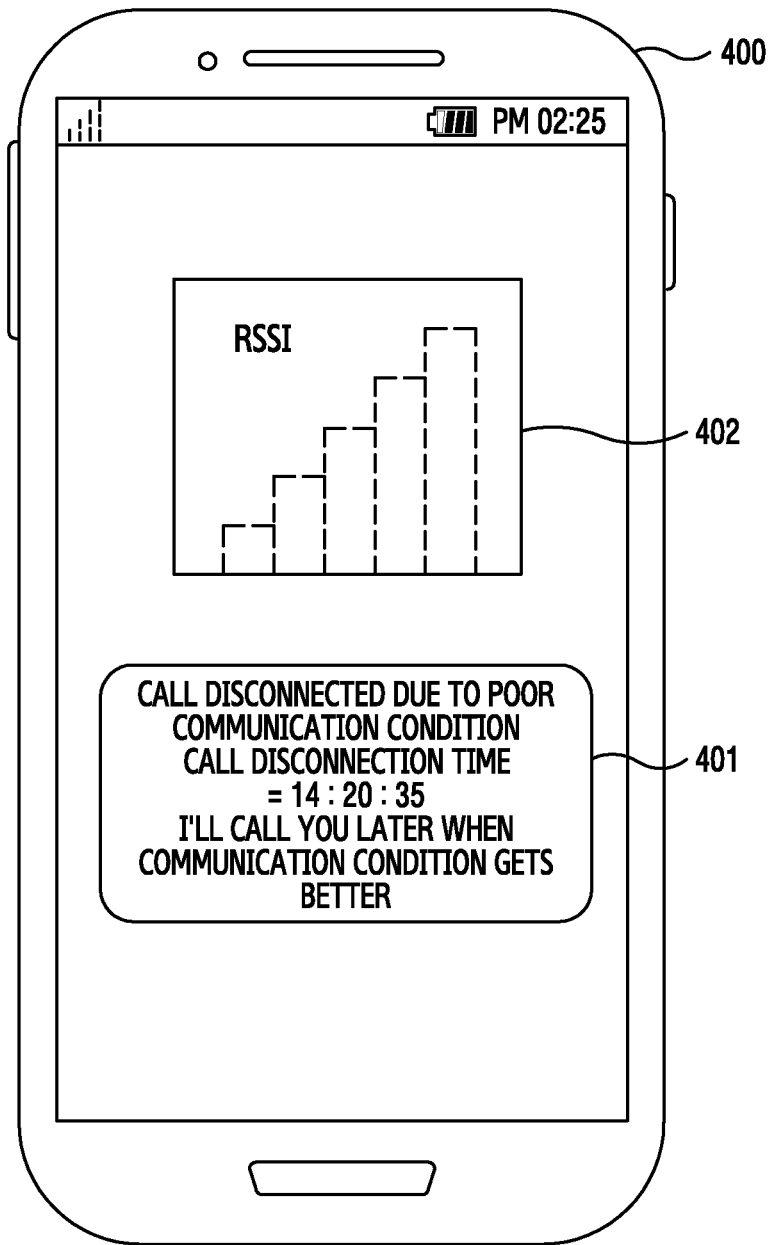 400
PM 02:25
RSSI
402
CALL DISCONNECTED DUE TO POOR
COMMUNICATION CONDITION
CALL DISCONNECTION TIME
= 14 : 20 : 35
I'LL CALL YOU LATER WHEN
COMMUNICATION CONDITION GETS
BETTER
401